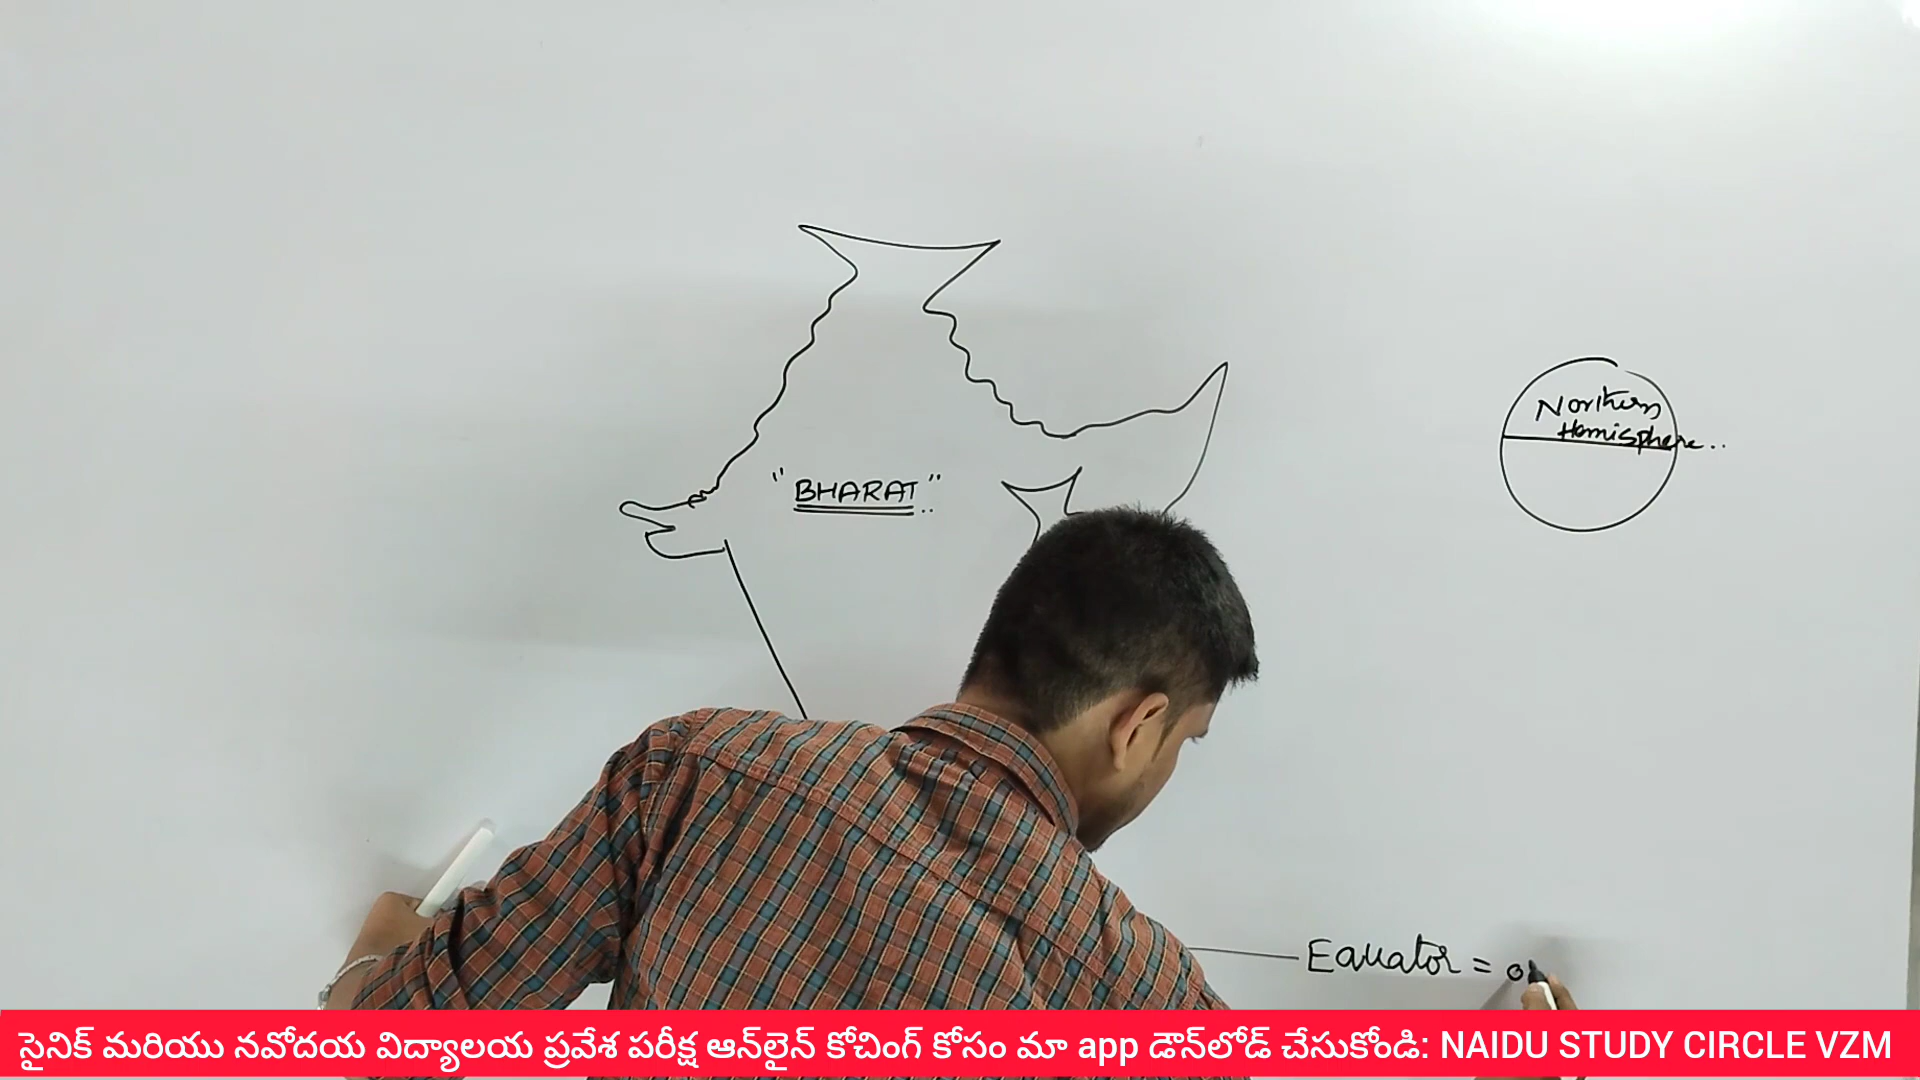 Northern
Hemisphere..
"BHARAT"..
Equator = 0
సైనిక్ మరియు నవోదయ విద్యాలయ ప్రవేశ పరీక్ష ఆన్‌లైన్ కోచింగ్ కోసం మా app డౌన్‌లోడ్ చేసుకోండి: NAIDU STUDY CIRCLE VZM